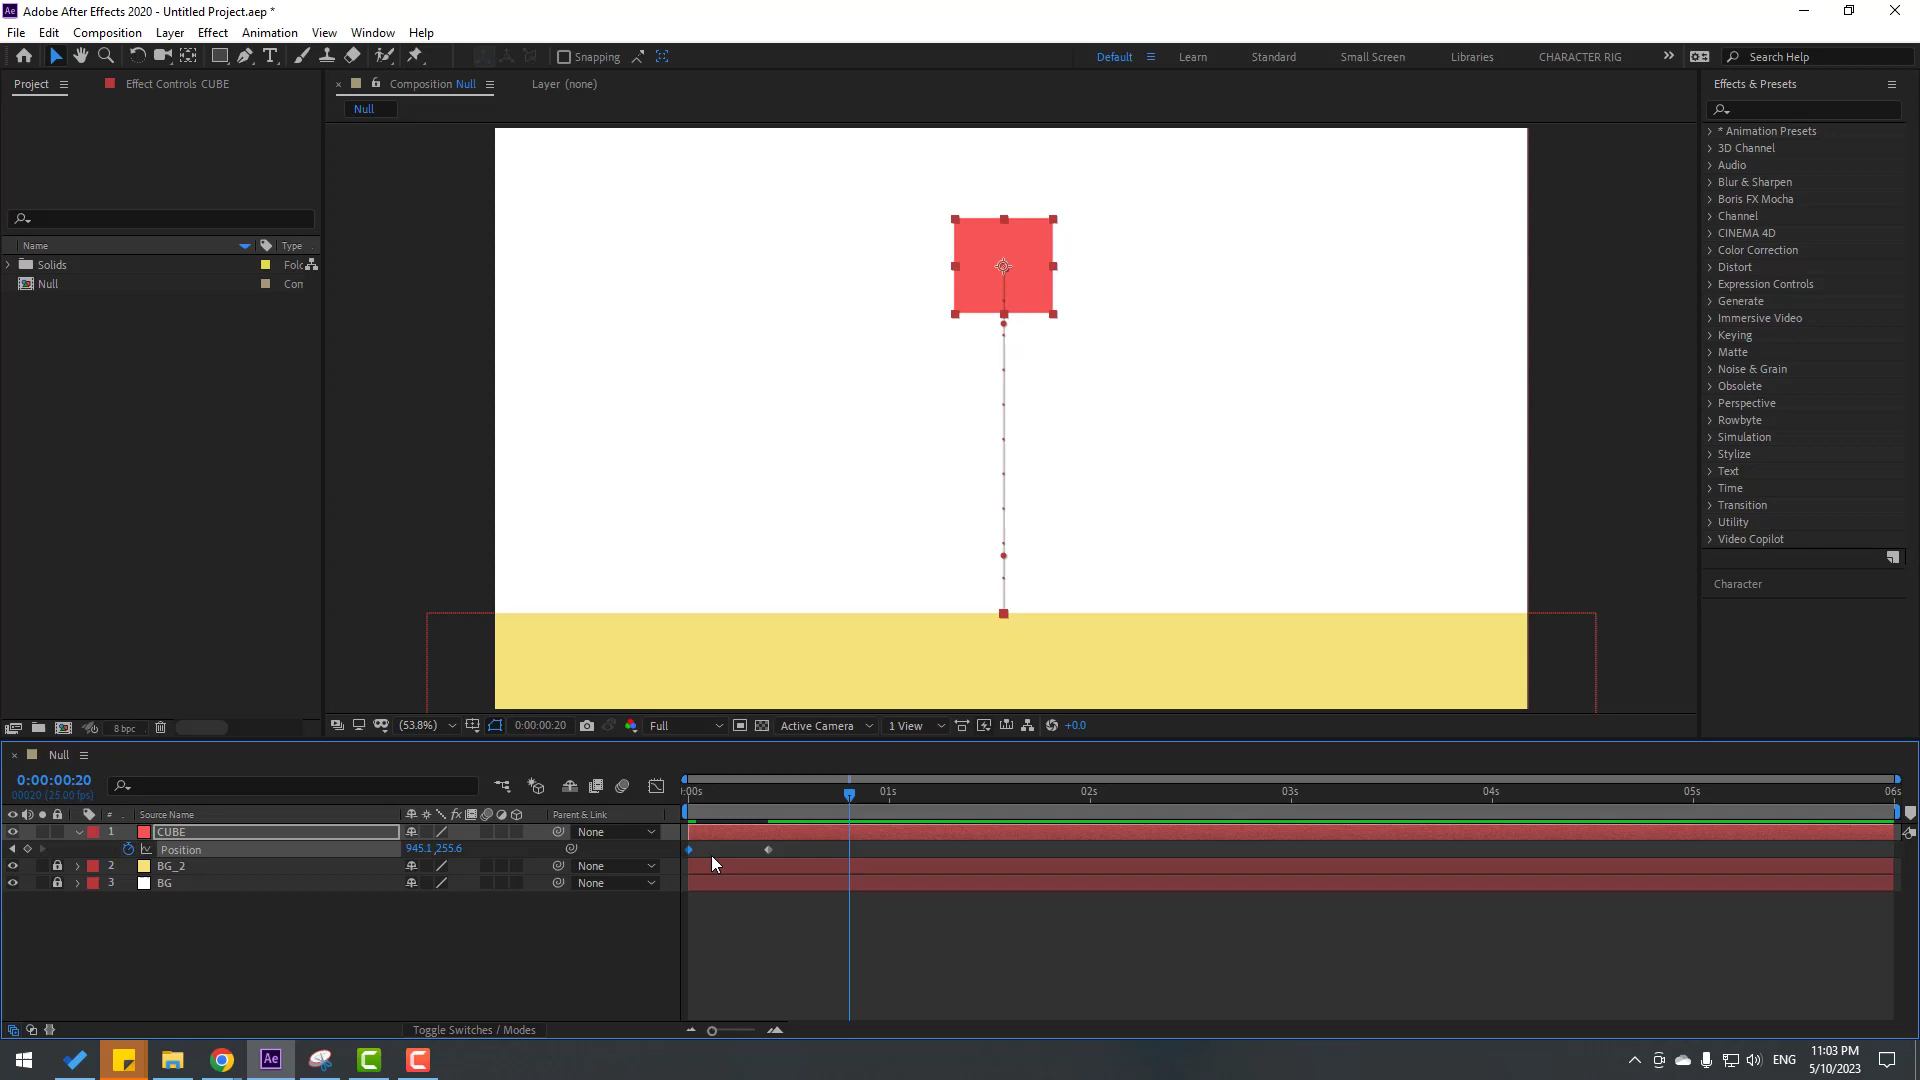 Adobe After Effects 2020 - Untitled Project.aep *
File Edit Composition Layer Effect Animation View Window Help
Snapping Default Learn Standard Small Screen Libraries CHARACTER RIG Search Help
Project Effect Controls CUBE
Composition Null Layer (none)
Null
Name Type
Solids Folc
Null Con
Effects & Presets
* Animation Presets
3D Channel
Audio
Blur & Sharpen
Boris FX Mocha
Channel
CINEMA 4D
Color Correction
Distort
Expression Controls
Generate
Immersive Video
Keying
Matte
Noise & Grain
Obsolete
Perspective
Rowbyte
Simulation
Stylize
Text
Time
Transition
Utility
Video Copilot
Character
8 bpc (53.8%) 0:00:00:20 Full Active Camera 1 View +0.0
Null
0:00:00:20
00020 (25.00 fps)
:00s 01s 02s 03s 04s 05s 06s
# Source Name Parent & Link
1 CUBE None
Position 945.1,255.6
2 BG_2 None
3 BG None
Toggle Switches / Modes
ENG 11:03 PM
5/10/2023